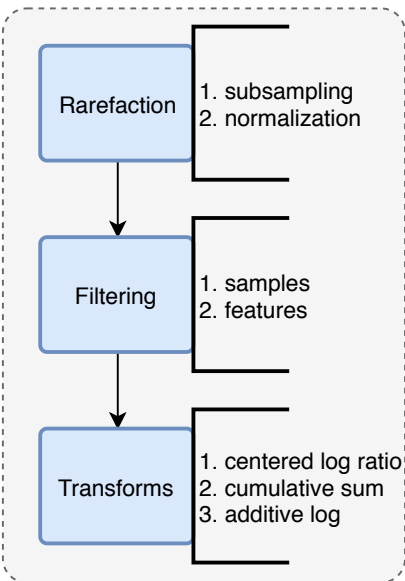 Rarefaction
1. subsampling
2. normalization
Filtering
1. samples
2. features
Transforms
1. centered log ratio
2. cumulative sum
3. additive log